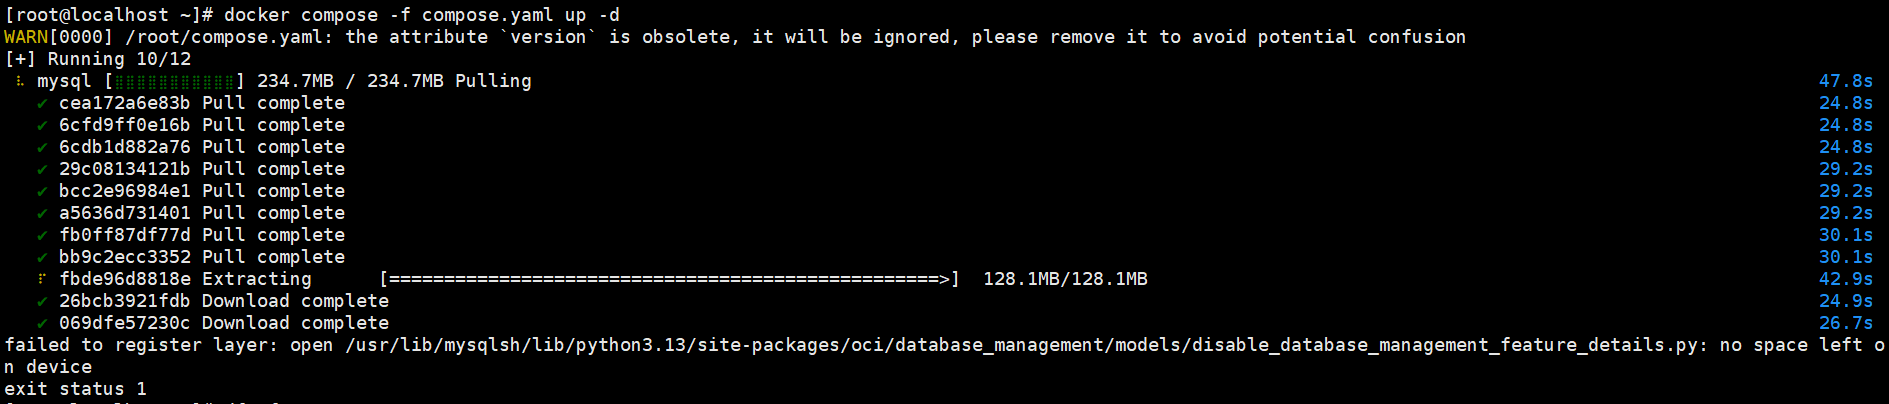 [root@localhost ~]# docker compose -f compose.yaml up -d
WARN[0000] /root/compose.yaml: the attribute `version` is obsolete, it will be ignored, please remove it to avoid potential confusion
[+] Running 10/12
mysql [⣿⣿⣿⣿⣿⣿⣿⣿⣿⣿⣿] 234.7MB / 234.7MB Pulling 47.8s
✔ cea172a6e83b Pull complete 24.8s
✔ 6cfd9ff0e16b Pull complete 24.8s
✔ 6cdb1d882a76 Pull complete 24.8s
✔ 29c08134121b Pull complete 29.2s
✔ bcc2e96984e1 Pull complete 29.2s
✔ a5636d731401 Pull complete 29.2s
✔ fb0ff87df77d Pull complete 30.1s
✔ bb9c2ecc3352 Pull complete 30.1s
fbde96d8818e Extracting [==================================================>] 128.1MB/128.1MB 42.9s
✔ 26bcb3921fdb Download complete 24.9s
✔ 069dfe57230c Download complete 26.7s
failed to register layer: open /usr/lib/mysqlsh/lib/python3.13/site-packages/oci/database_management/models/disable_database_management_feature_details.py: no space left o
n device
exit status 1